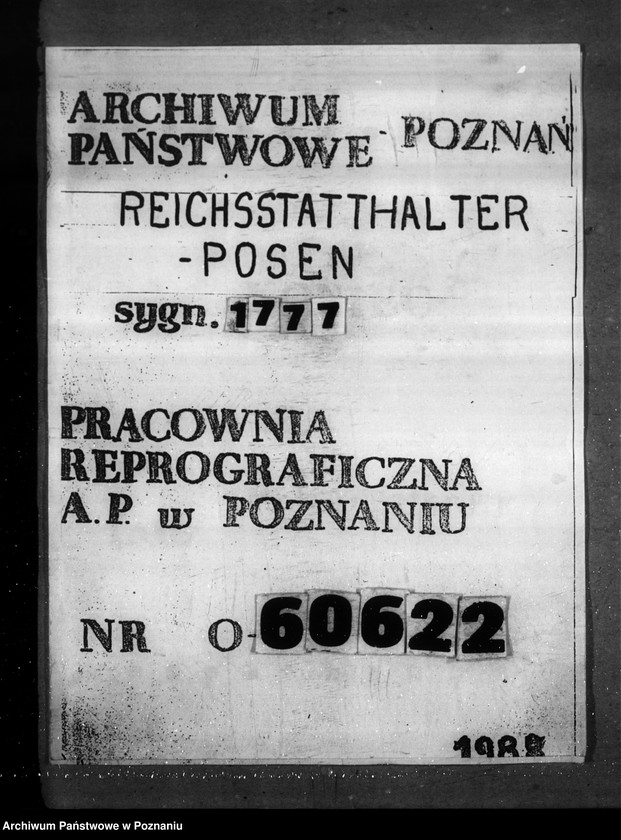 ARCHIWUM
PAŃSTWOWE - POZNAŃ
REICHSSTATTHALTER
-POSEN
sygn. 1777
PRACOWNIA
REPROGRAFICZNA
A.P. w POZNANIU
NR O-60622
Archiwum Państwowe w Poznaniu